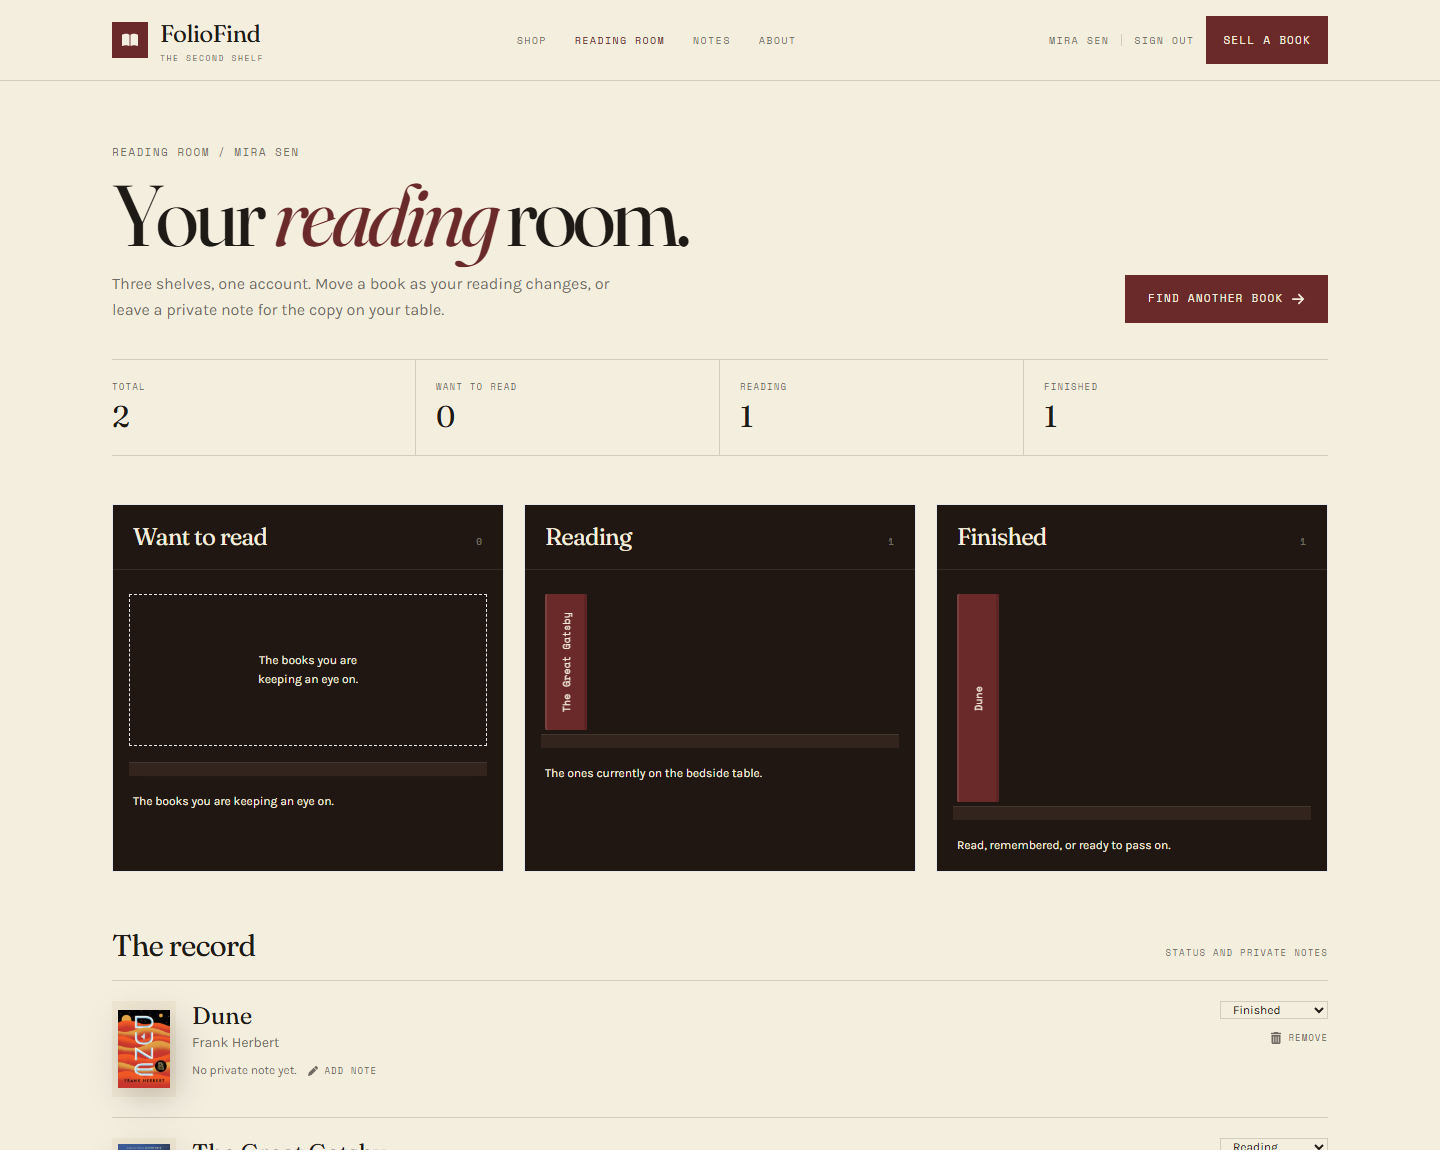 FolioFind
THE SECOND SHELF
SHOP
READING ROOM
NOTES
ABOUT
MIRA SEN
SIGN OUT
SELL A BOOK
READING ROOM / MIRA SEN
Your reading room.
Three shelves, one account. Move a book as your reading changes, or
leave a private note for the copy on your table.
FIND ANOTHER BOOK →
TOTAL
2
WANT TO READ
0
READING
1
FINISHED
1
Want to read
0
The books you are
keeping an eye on.
The books you are keeping an eye on.
Reading
1
The Great Gatsby
The ones currently on the bedside table.
Finished
1
Dune
Read, remembered, or ready to pass on.
The record
STATUS AND PRIVATE NOTES
FRANK HERBERT
Dune
Frank Herbert
No private note yet.
ADD NOTE
Finished
REMOVE
The Great Gatsby
Reading